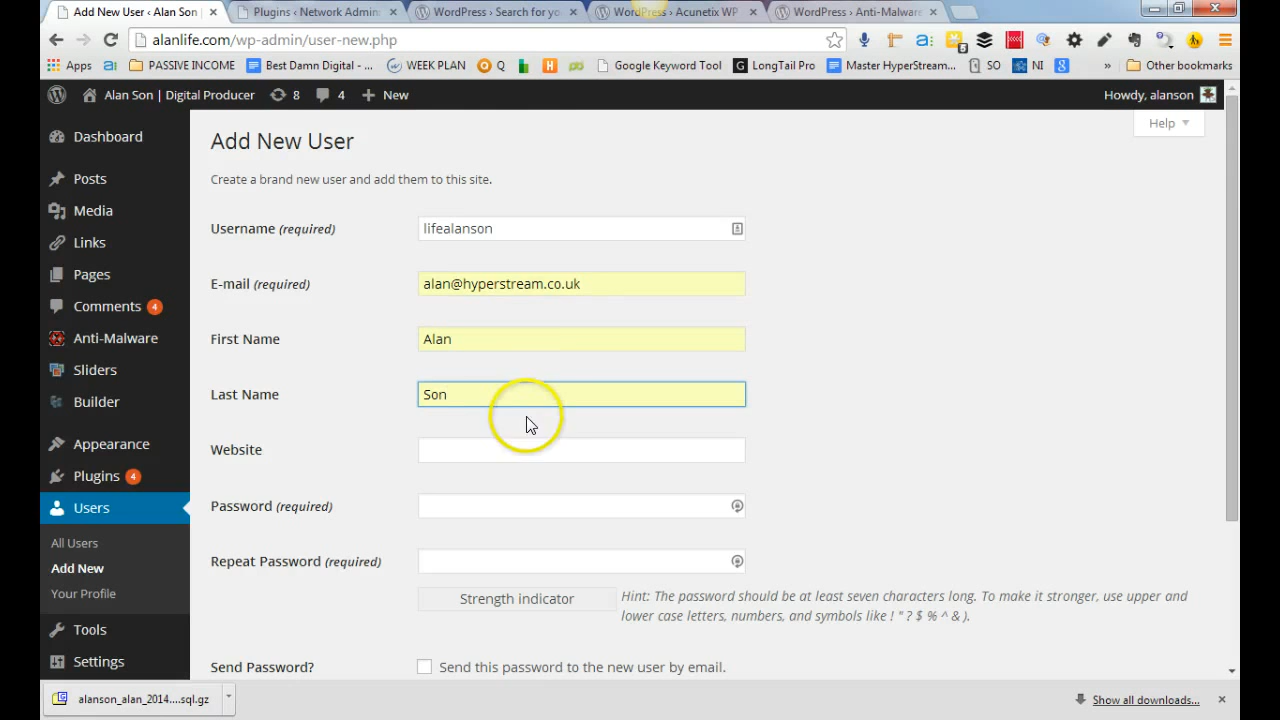 Add New User ‹ Alan Son |
Plugins ‹ Network Admin:
WordPress › Search for yo
WordPress › Acunetix WP
WordPress › Anti-Malware
alanlife.com/wp-admin/user-new.php
Apps
PASSIVE INCOME
Best Damn Digital - ...
WEEK PLAN
Q
Google Keyword Tool
LongTail Pro
Master HyperStream...
SO
NI
»
Other bookmarks
Alan Son | Digital Producer
8
4
New
Howdy, alanson
Help
Dashboard
Posts
Media
Links
Pages
Comments 4
Anti-Malware
Sliders
Builder
Appearance
Plugins 4
Users
All Users
Add New
Your Profile
Tools
Settings
Add New User
Create a brand new user and add them to this site.
Username (required)
lifealanson
E-mail (required)
alan@hyperstream.co.uk
First Name
Alan
Last Name
Son
Website
Password (required)
Repeat Password (required)
Strength indicator
Hint: The password should be at least seven characters long. To make it stronger, use upper and
lower case letters, numbers, and symbols like ! " ? $ % ^ & ).
Send Password?
Send this password to the new user by email.
alanson_alan_2014....sql.gz
Show all downloads...